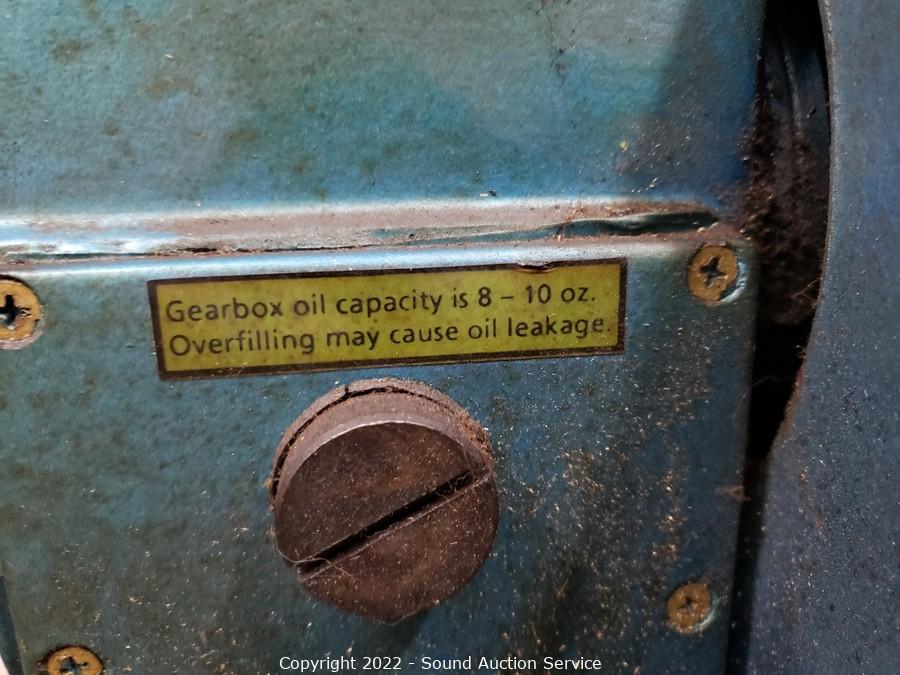 Gearbox oil capacity is 8 – 10 oz.
Overfilling may cause oil leakage.
Copyright 2022 - Sound Auction Service